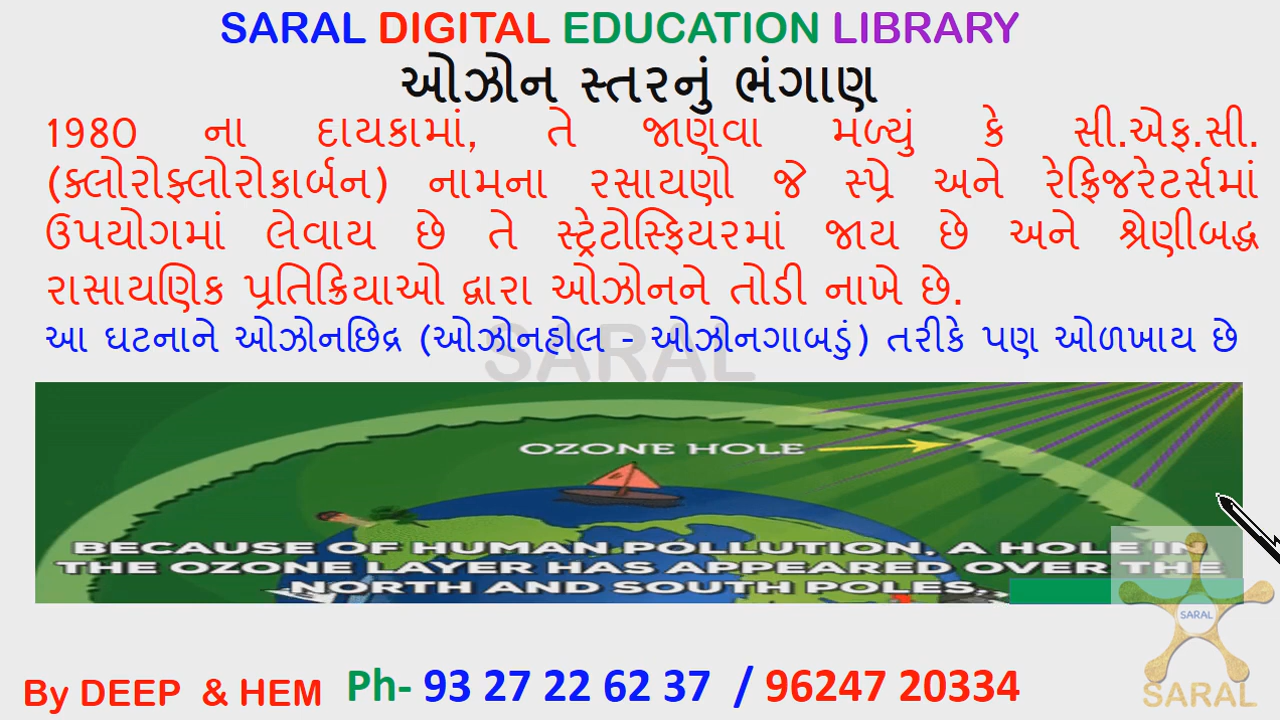 SARAL DIGITAL EDUCATION LIBRARY
ઓઝોન સ્તરનું ભંગાણ
1980 ના દાયકામાં, તે જાણવા મળ્યું કે સી.એફ.સી.
(ક્લોરોફ્લોરોકાર્બન) નામના રસાયણો જે સ્પ્રે અને રેફ્રિજરેટર્સમાં
ઉપયોગમાં લેવાય છે તે સ્ટ્રેટોસ્ફિયરમાં જાય છે અને શ્રેણીબદ્ધ
રાસાયણિક પ્રતિક્રિયાઓ દ્વારા ઓઝોનને તોડી નાખે છે.
આ ઘટનાને ઓઝોનછિદ્ર (ઓઝોનહોલ - ઓઝોનગાબડું) તરીકે પણ ઓળખાય છે
SARAL
OZONE HOLE
BECAUSE OF HUMAN POLLUTION, A HOLE IN
THE OZONE LAYER HAS APPEARED OVER THE
NORTH AND SOUTH POLES...
SARAL
SARAL
By DEEP & HEM Ph- 93 27 22 62 37 / 96247 20334